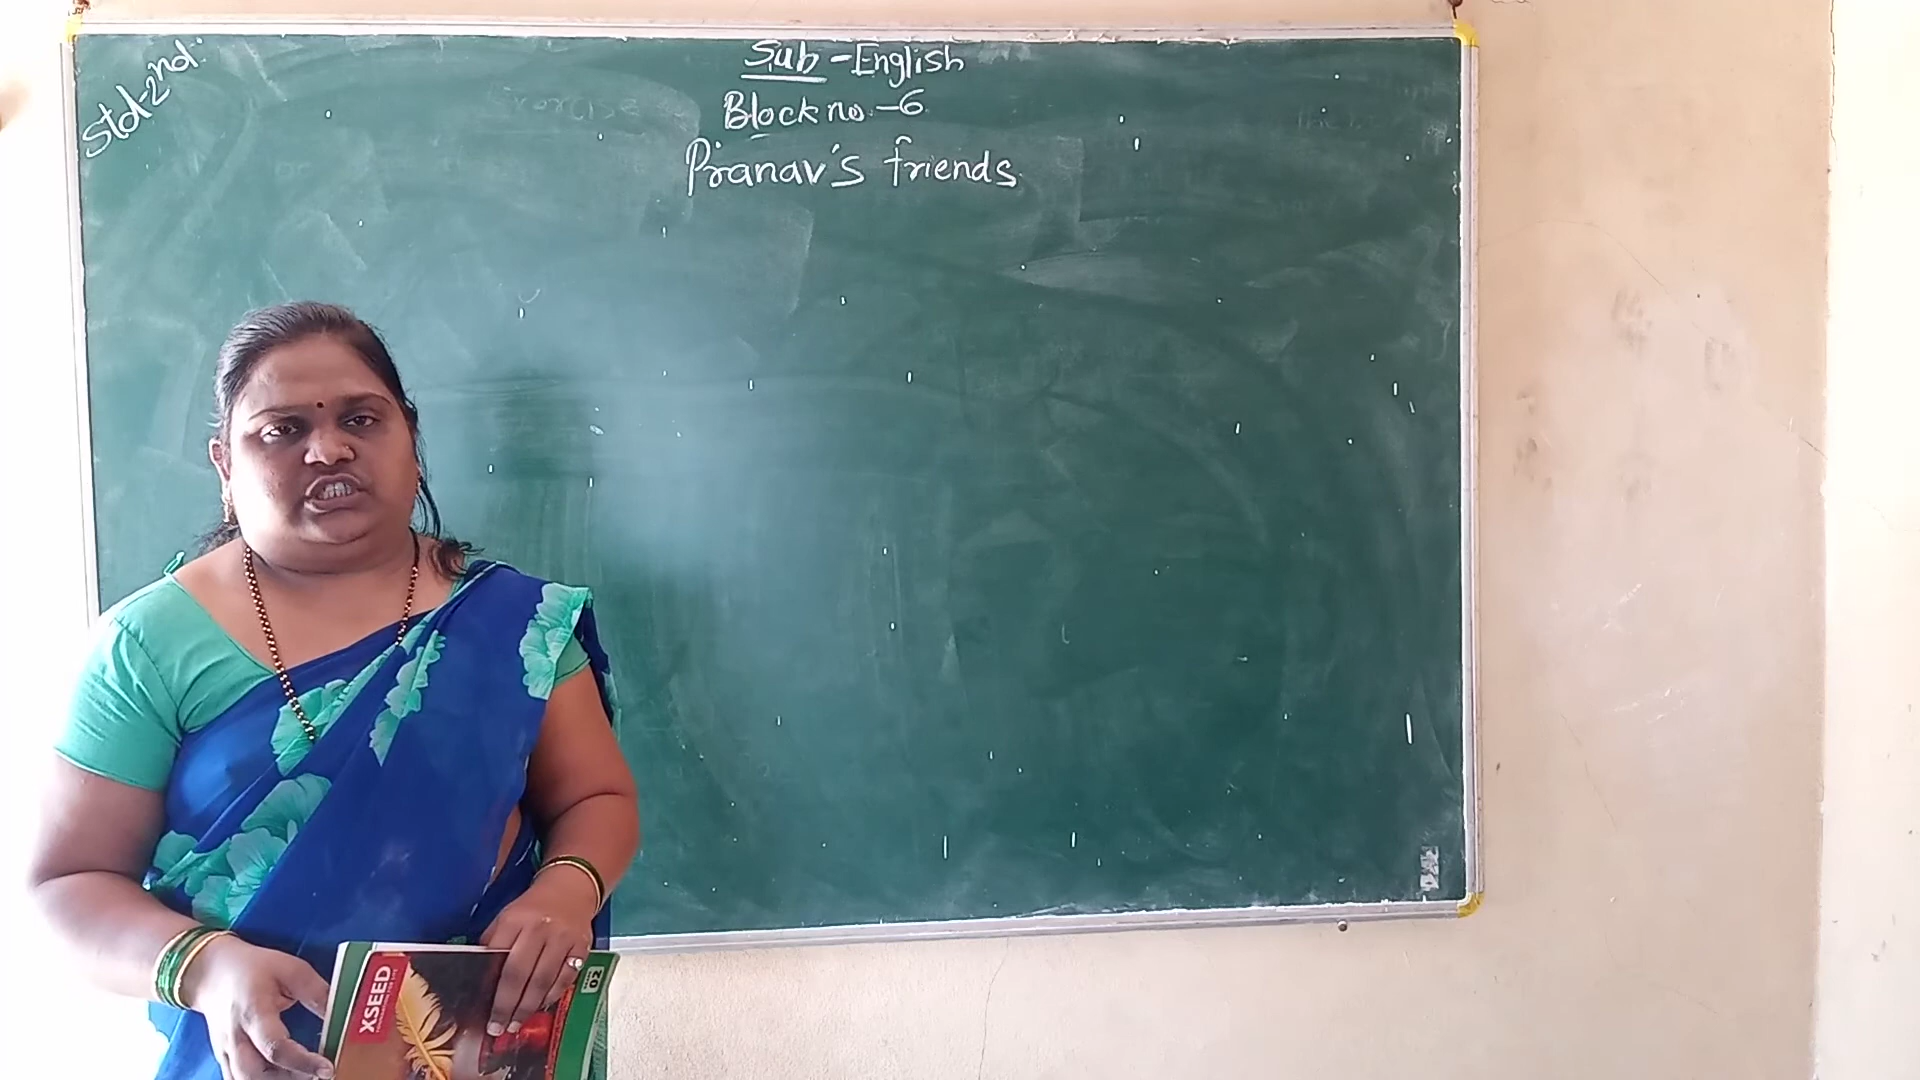 Std-2nd.
Sub-English
Block no.-6
Pranav's friends
XSEED
02